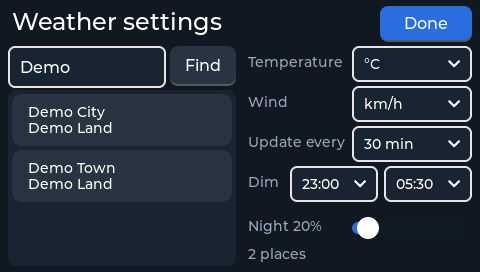 Weather settings
Done
Demo
Find
Demo City
Demo Land
Demo Town
Demo Land
Temperature
°C
Wind
km/h
Update every
30 min
Dim
23:00
05:30
Night 20%
2 places